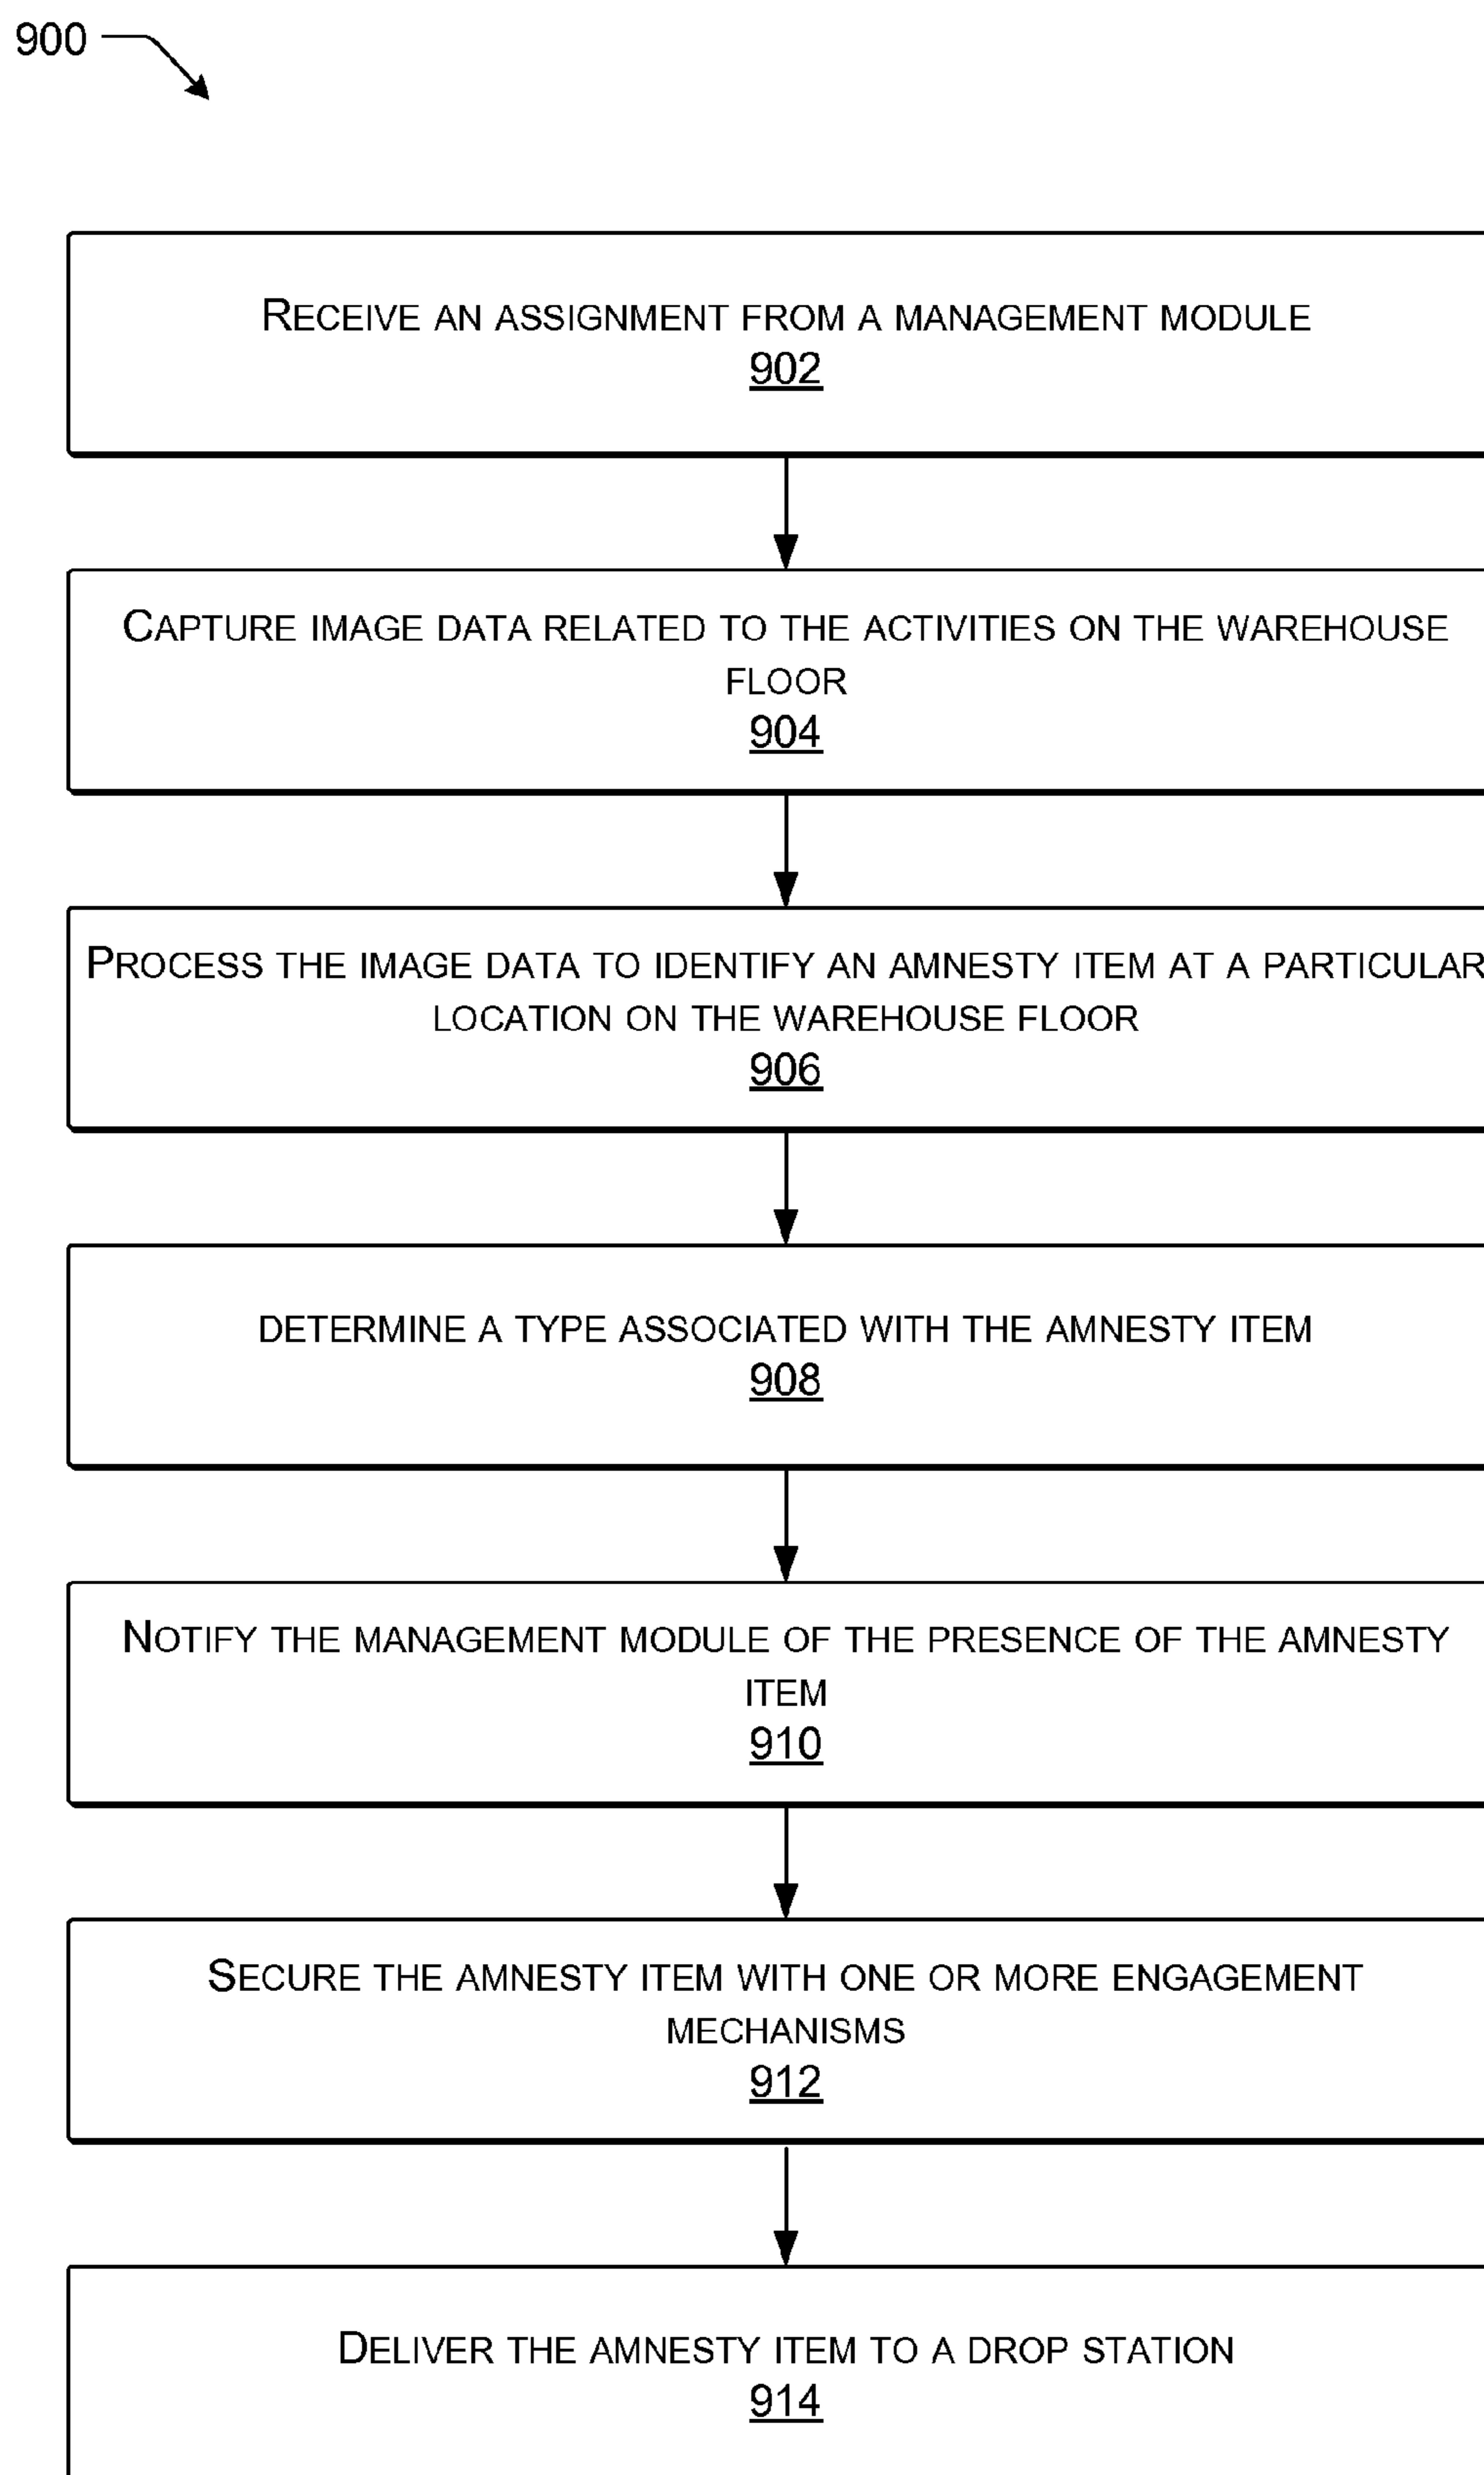 900
RECEIVE AN ASSIGNMENT FROM A MANAGEMENT MODULE
902
CAPTURE IMAGE DATA RELATED TO THE ACTIVITIES ON THE WAREHOUSE
FLOOR
904
PROCESS THE IMAGE DATA TO IDENTIFY AN AMNESTY ITEM AT A PARTICULAR
LOCATION ON THE WAREHOUSE FLOOR
906
DETERMINE A TYPE ASSOCIATED WITH THE AMNESTY ITEM
908
NOTIFY THE MANAGEMENT MODULE OF THE PRESENCE OF THE AMNESTY
ITEM
910
SECURE THE AMNESTY ITEM WITH ONE OR MORE ENGAGEMENT
MECHANISMS
912
DELIVER THE AMNESTY ITEM TO A DROP STATION
914